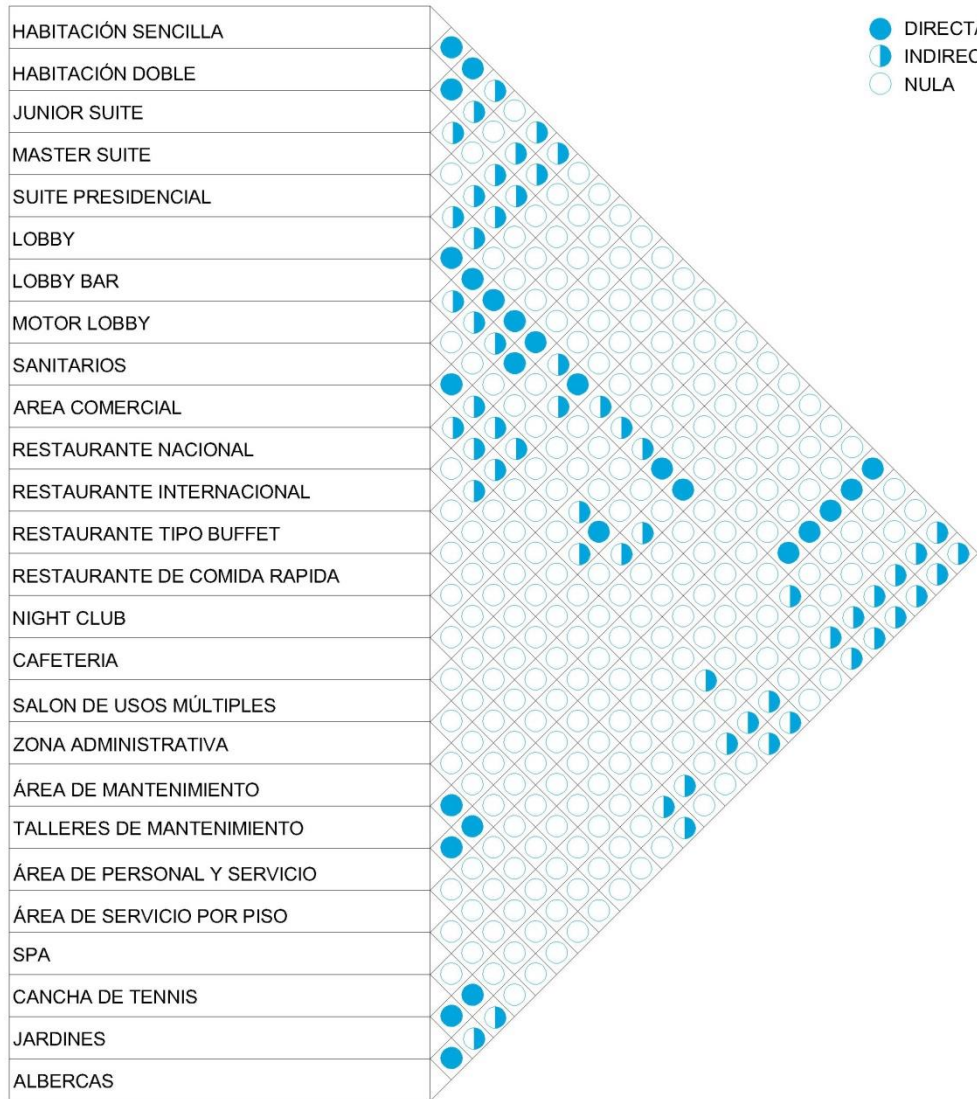 HABITACIÓN SENCILLA
HABITACIÓN DOBLE
JUNIOR SUITE
MASTER SUITE
SUITE PRESIDENCIAL
LOBBY
LOBBY BAR
MOTOR LOBBY
SANITARIOS
AREA COMERCIAL
RESTAURANTE NACIONAL
RESTAURANTE INTERNACIONAL
RESTAURANTE TIPO BUFFET
RESTAURANTE DE COMIDA RAPIDA
NIGHT CLUB
CAFETERIA
SALON DE USOS MÚLTIPLES
ZONA ADMINISTRATIVA
ÁREA DE MANTENIMIENTO
TALLERES DE MANTENIMIENTO
ÁREA DE PERSONAL Y SERVICIO
ÁREA DE SERVICIO POR PISO
SPA
CANCHA DE TENNIS
JARDINES
ALBERCAS
DIRECTA
INDIREC
NULA